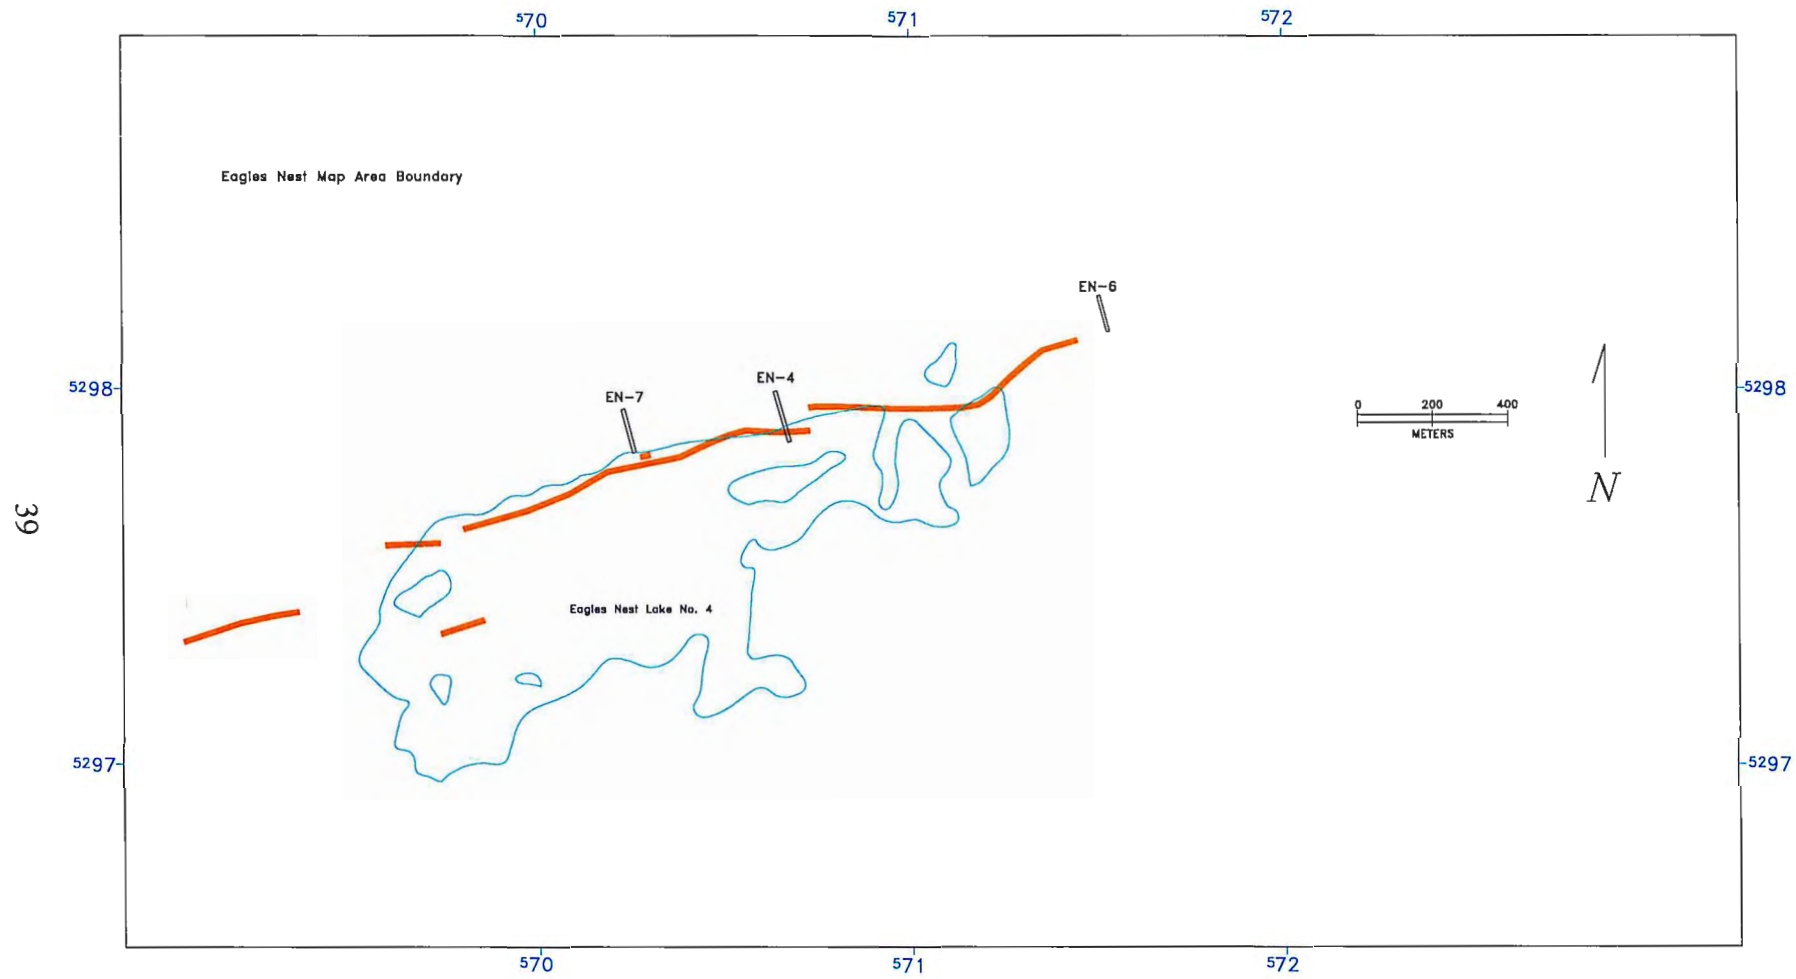 570 571 572
Eagles Nest Map Area Boundary
EN-6
EN-4
EN-7
5298 5298
0 200 400
METERS
N
39
Eagles Nest Lake No. 4
5297 5297
570 571 572